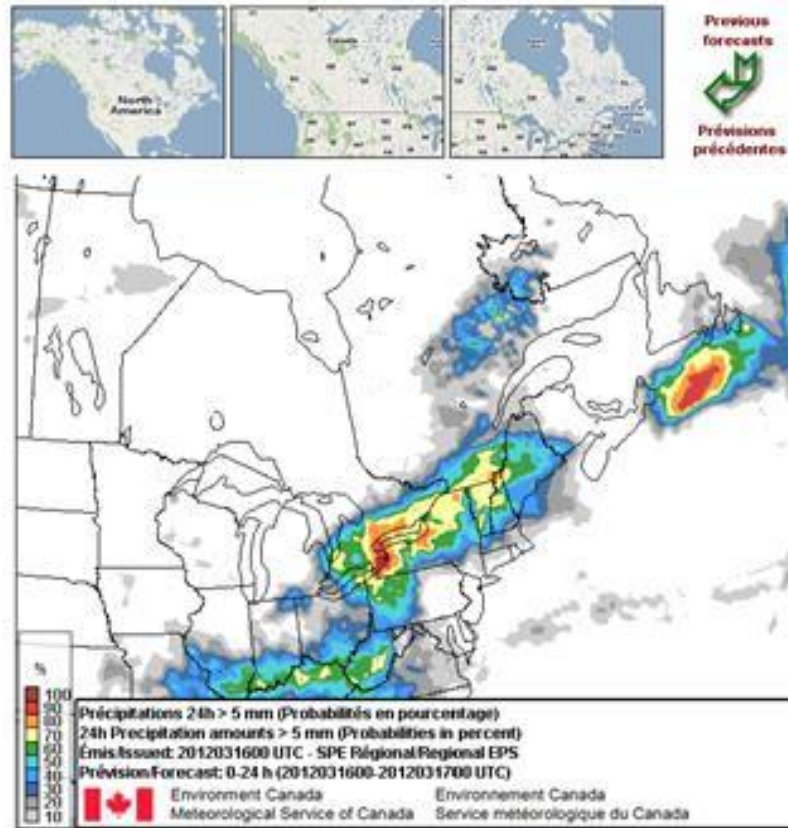 North
America
Canada
Previous
forecasts
Prévisions
précédentes
%
100
90
80
70
60
50
40
30
20
10
Précipitations 24h > 5 mm (Probabilités en pourcentage)
24h Precipitation amounts > 5 mm (Probabilities in percent)
Émis/Issued: 2012031600 UTC - SPE Régional/Regional EPS
Prévision/Forecast: 0-24 h (2012031600-2012031700 UTC)
Environment Canada
Meteorological Service of Canada
Environnement Canada
Service météorologique du Canada